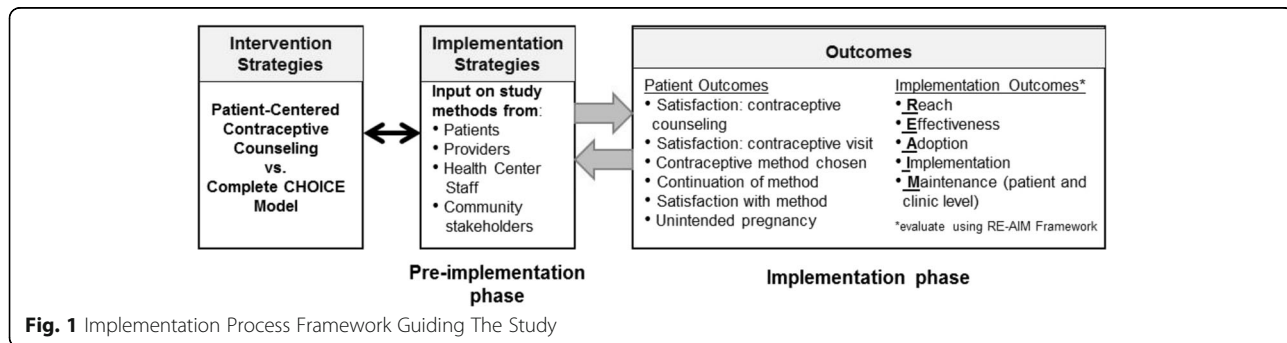 Intervention
Strategies
Patient-Centered
Contraceptive
Counseling
vs.
Complete CHOICE
Model
Implementation
Strategies
Input on study
methods from:
• Patients
• Providers
• Health Center
Staff
• Community
stakeholders
Pre-implementation
phase
Outcomes
Patient Outcomes
• Satisfaction: contraceptive
counseling
• Satisfaction: contraceptive visit
• Contraceptive method chosen
• Continuation of method
• Satisfaction with method
• Unintended pregnancy
Implementation Outcomes*
• Reach
• Effectiveness
• Adoption
• Implementation
• Maintenance (patient and
clinic level)
*evaluate using RE-AIM Framework
Implementation phase
Fig. 1 Implementation Process Framework Guiding The Study